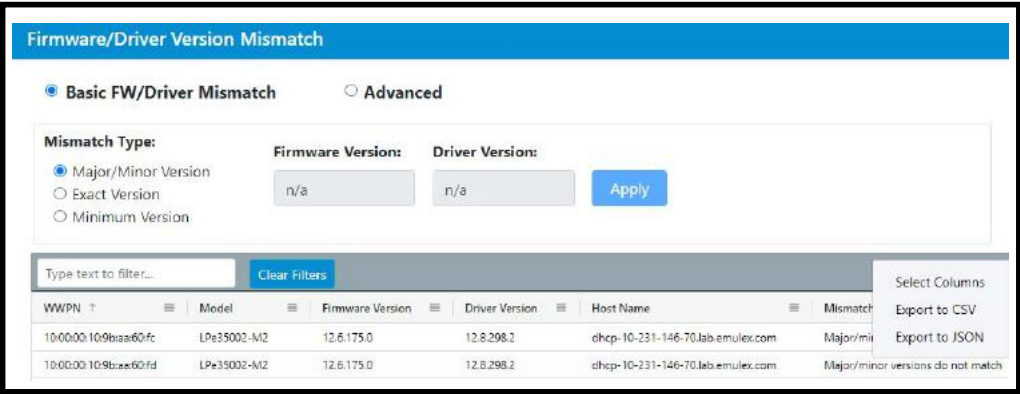 Firmware/Driver Version Mismatch
Basic FW/Driver Mismatch Advanced
Mismatch Type:
Firmware Version: Driver Version:
Major/Minor Version
Exact Version
Minimum Version
n/a n/a Apply
Type text to filter... Clear Filters
Select Columns
Export to CSV
Export to JSON
WWPN ↑ Model Firmware Version Driver Version Host Name Mismatch
10:00:00:10:9b:aa:60:fc LPe35002-M2 12.6.175.0 12.8.298.2 dhcp-10-231-146-70.lab.emulex.com Major/mi
10:00:00:10:9b:aa:60:fd LPe35002-M2 12.6.175.0 12.8.298.2 dhcp-10-231-146-70.lab.emulex.com Major/minor versions do not match